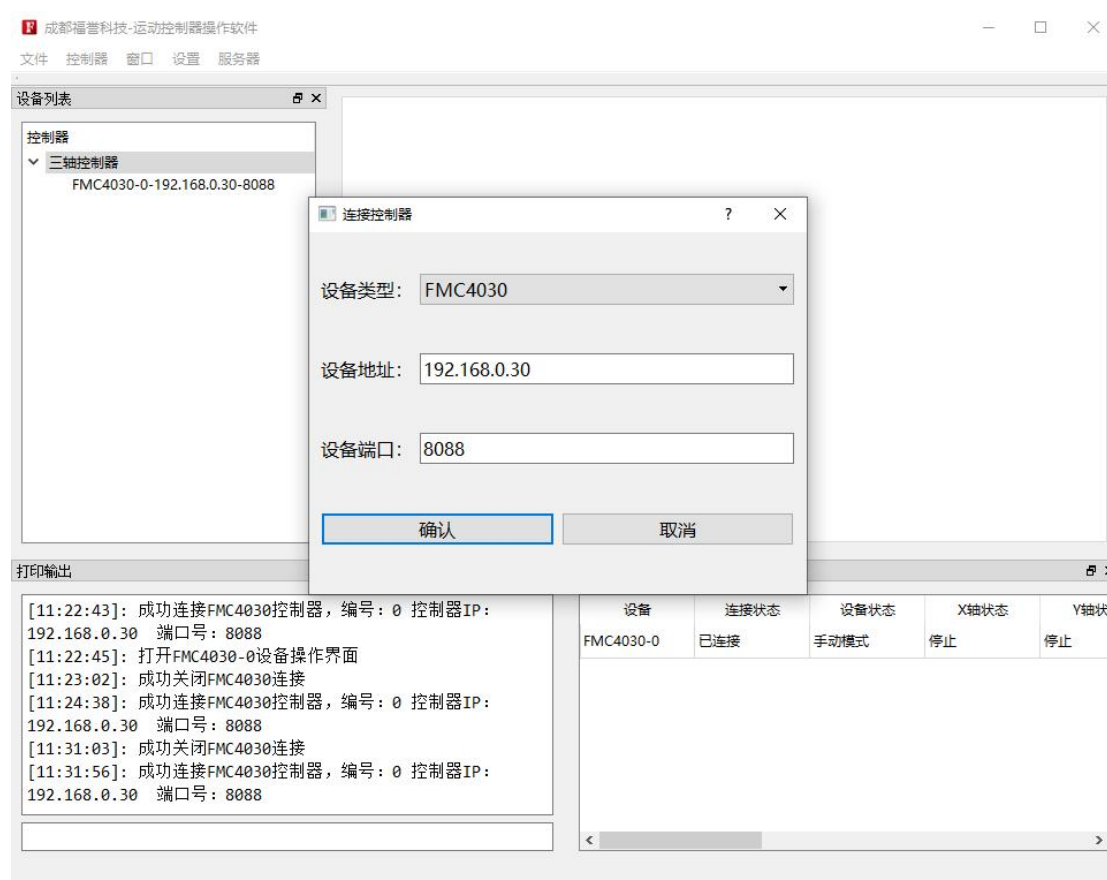 成都福誉科技-运动控制器操作软件
文件 控制器 窗口 设置 服务器
设备列表
控制器
三轴控制器
FMC4030-0-192.168.0.30-8088
连接控制器
设备类型: FMC4030
设备地址: 192.168.0.30
设备端口: 8088
确认 取消
打印输出
[11:22:43]: 成功连接FMC4030控制器，编号: 0 控制器IP:
192.168.0.30 端口号: 8088
[11:22:45]: 打开FMC4030-0设备操作界面
[11:23:02]: 成功关闭FMC4030连接
[11:24:38]: 成功连接FMC4030控制器，编号: 0 控制器IP:
192.168.0.30 端口号: 8088
[11:31:03]: 成功关闭FMC4030连接
[11:31:56]: 成功连接FMC4030控制器，编号: 0 控制器IP:
192.168.0.30 端口号: 8088
设备 连接状态 设备状态 X轴状态 Y轴状
FMC4030-0 已连接 手动模式 停止 停止